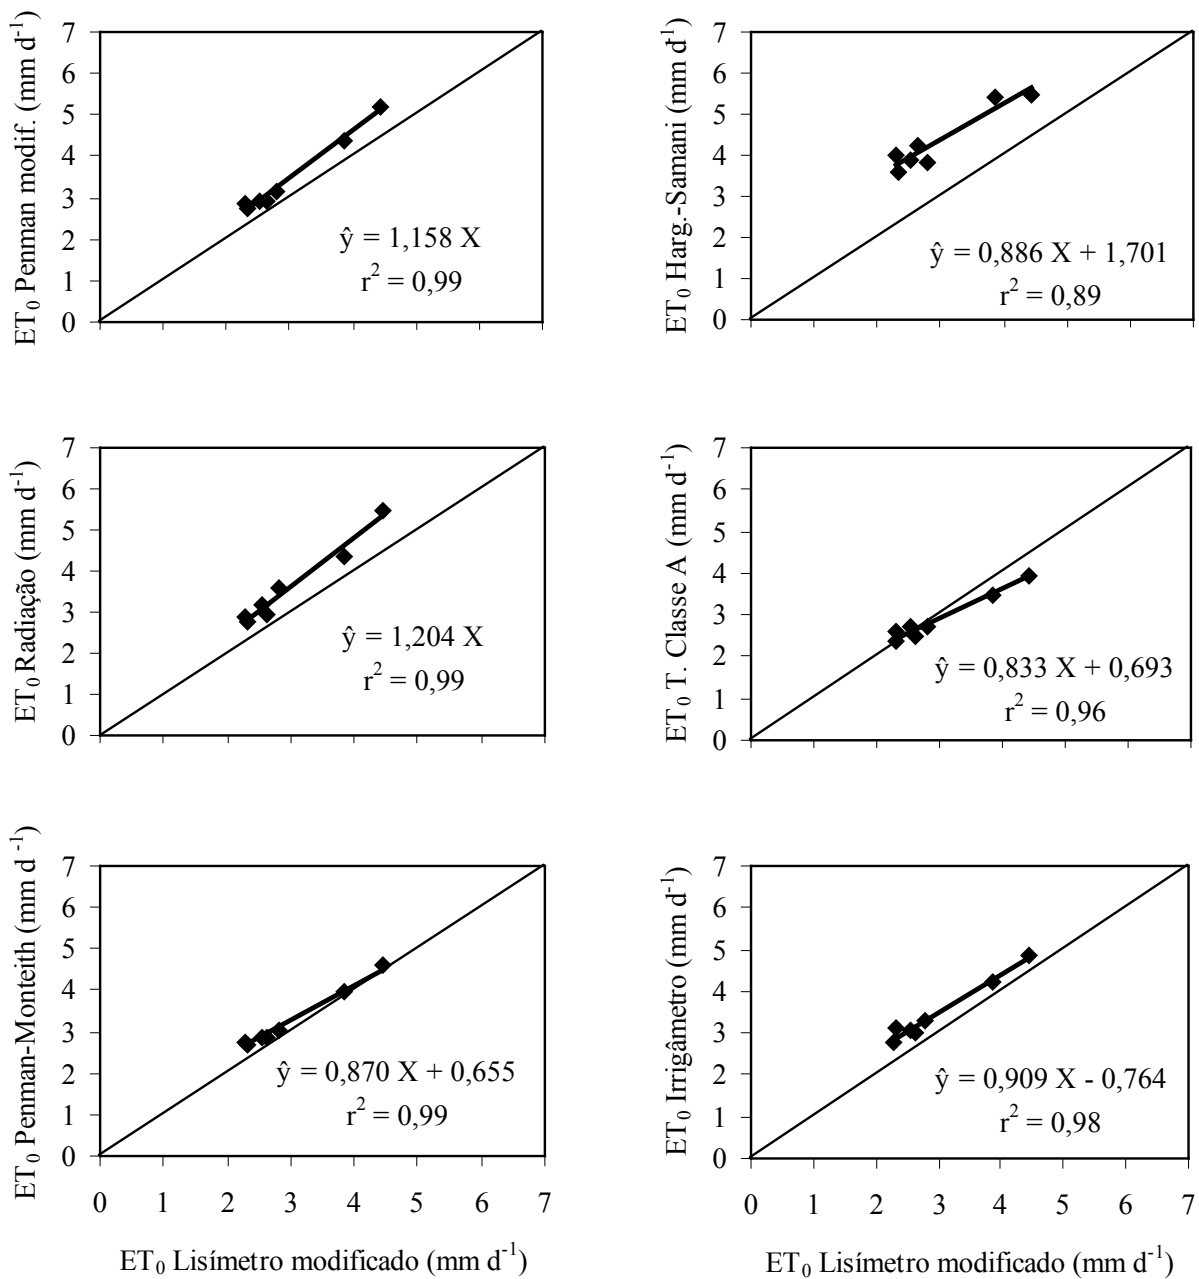 ET₀ Penman modif. (mm d⁻¹)
7
6
5
4
3
2
1
0
ŷ = 1,158 X
r² = 0,99
ET₀ Harg.-Samani (mm d⁻¹)
7
6
5
4
3
2
1
0
ŷ = 0,886 X + 1,701
r² = 0,89
ET₀ Radiação (mm d⁻¹)
7
6
5
4
3
2
1
0
ŷ = 1,204 X
r² = 0,99
ET₀ T. Classe A (mm d⁻¹)
7
6
5
4
3
2
1
0
ŷ = 0,833 X + 0,693
r² = 0,96
ET₀ Penman-Monteith (mm d⁻¹)
7
6
5
4
3
2
1
0
ŷ = 0,870 X + 0,655
r² = 0,99
0 1 2 3 4 5 6 7
ET₀ Lisímetro modificado (mm d⁻¹)
ET₀ Irrigâmetro (mm d⁻¹)
7
6
5
4
3
2
1
0
ŷ = 0,909 X - 0,764
r² = 0,98
0 1 2 3 4 5 6 7
ET₀ Lisímetro modificado (mm d⁻¹)